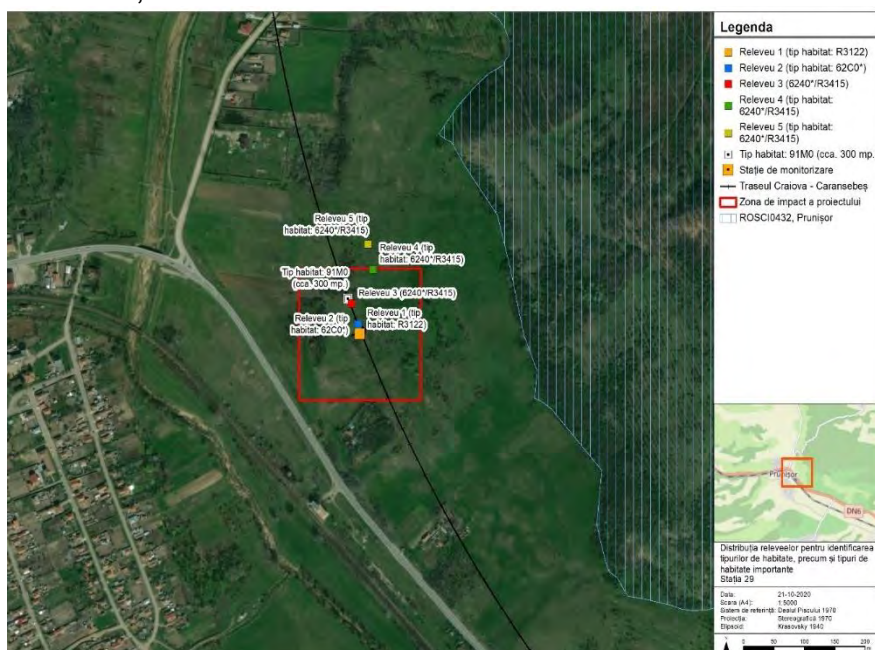 Legenda
Releveu 1 (tip habitat: R3122)
Releveu 2 (tip habitat: 62C0*)
Releveu 3 (6240*/R3415)
Releveu 4 (tip habitat:
6240*/R3415)
Releveu 5 (tip habitat:
6240*/R3415)
Tip habitat: 91M0 (cca. 300 mp.)
Stație de monitorizare
Traseul Craiova - Caransebeș
Zona de impact a proiectului
ROSCI0432, Prunișor
Releveu 5 (tip
habitat: 6240*/R3415)
Releveu 4 (tip
habitat: 6240*/R3415)
Tip habitat: 91M0
(cca. 300 mp.)
Releveu 3 (6240*/R3415)
Releveu 2 (tip
habitat: 62C0*)
Releveu 1 (tip
habitat: R3122)
Prunișor
DN6
Distribuția releveelor pentru identificarea
tipurilor de habitate, precum și tipuri de
habitate importante
Stația 29
Data: 21-10-2020
Scara (A4): 1:5000
Sistem de referință: Dealul Piscului 1970
Proiecția: Stereografică 1970
Elipsoid: Krasovsky 1940
0 50 100 150 200